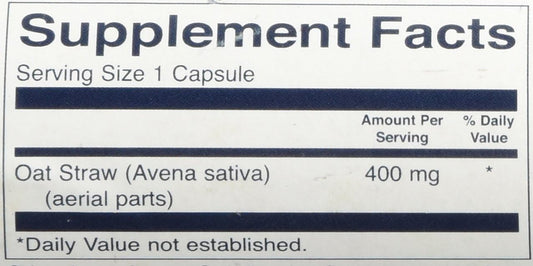 Supplement Facts
Serving Size 1 Capsule
Amount Per % Daily
Serving Value
Oat Straw (Avena sativa) 400 mg *
(aerial parts)
*Daily Value not established.